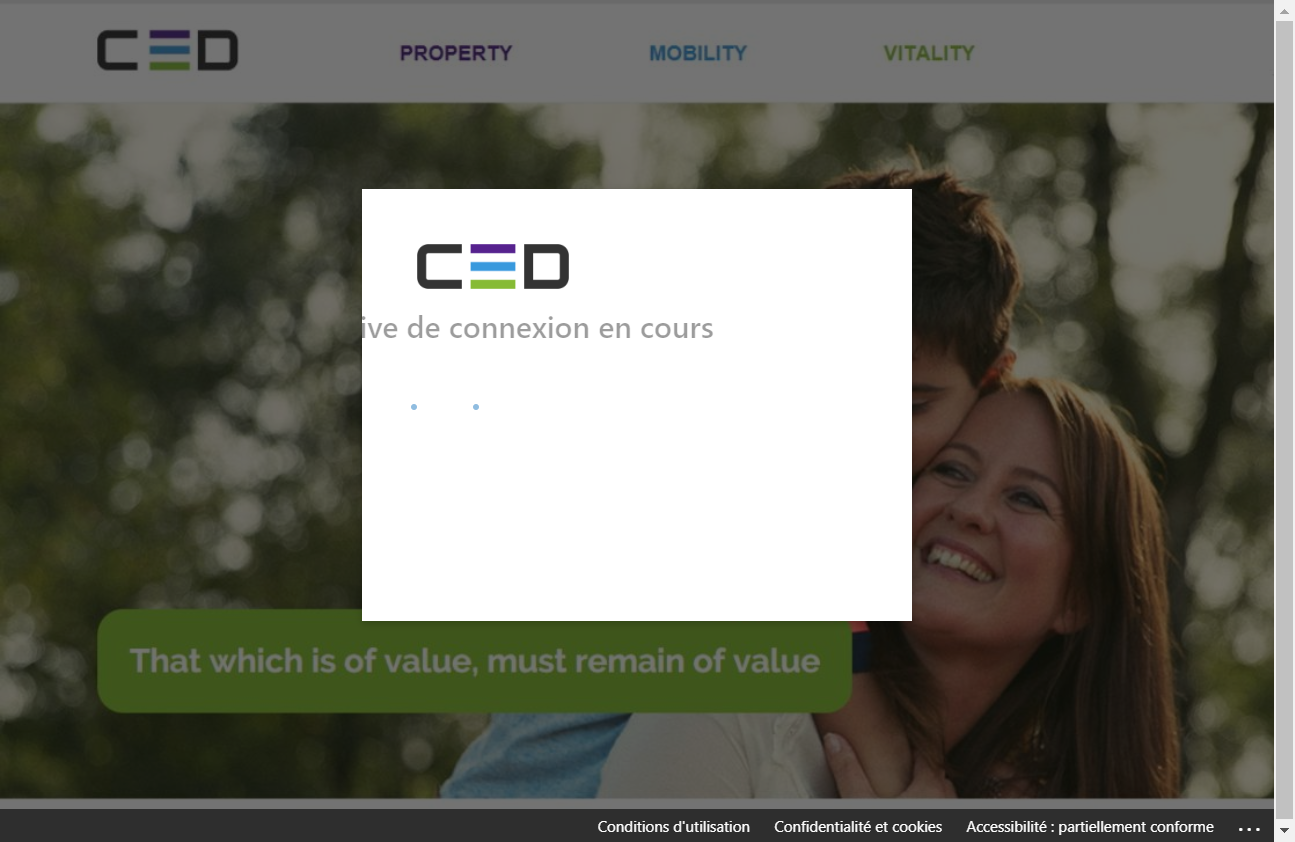 CED
PROPERTY
MOBILITY
VITALITY
CED
ive de connexion en cours
That which is of value, must remain of value
Conditions d'utilisation
Confidentialité et cookies
Accessibilité : partiellement conforme
...